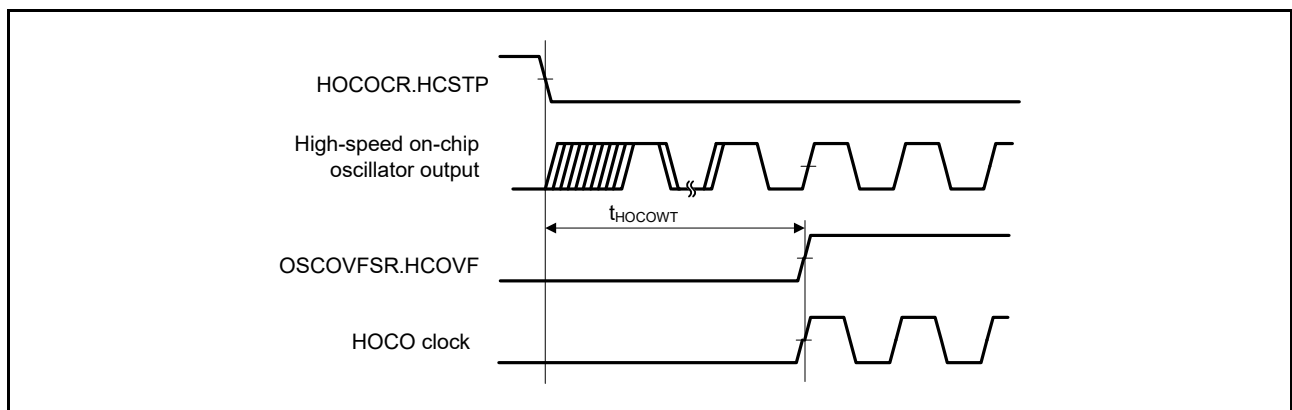 HOCOCR.HCSTP
High-speed on-chip
oscillator output
tHOCOWT
OSCOVFSR.HCOVF
HOCO clock